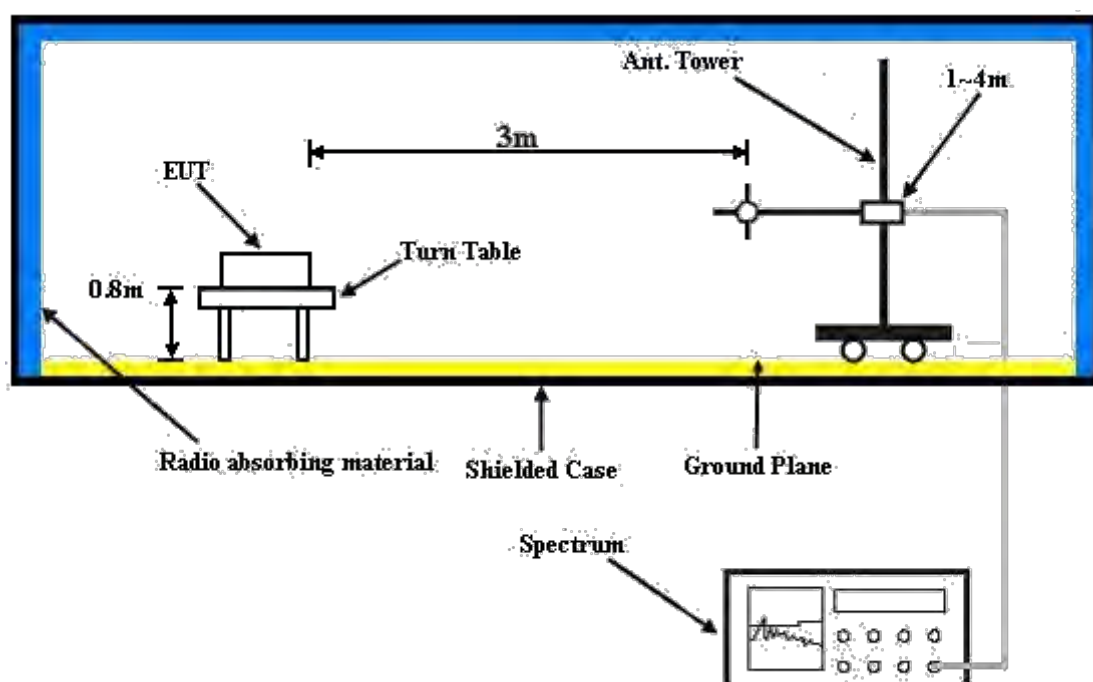 Ant. Tower
1~4m
3m
EUT
Turn Table
0.8m
Radio absorbing material
Shielded Case
Ground Plane
Spectrum